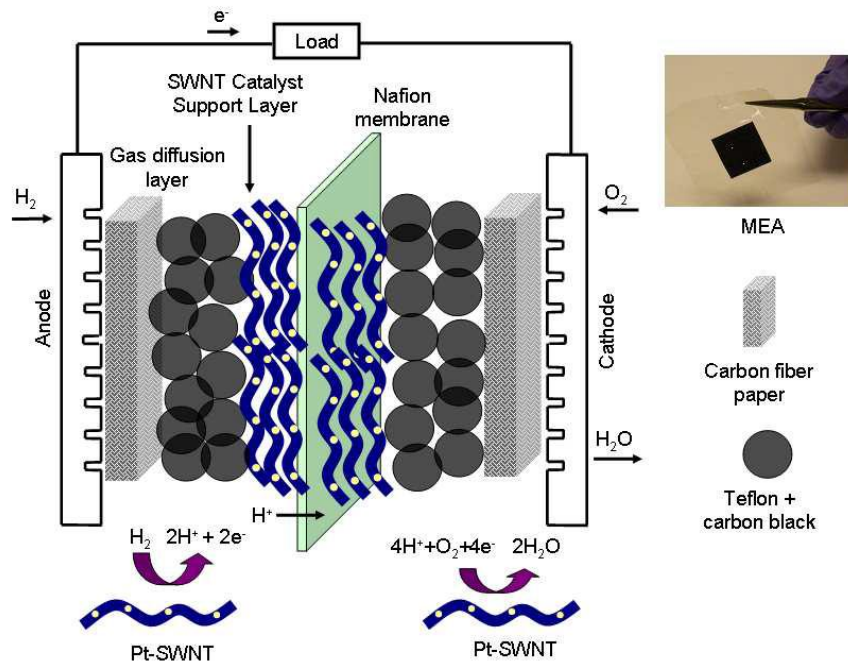 e-
Load
SWNT Catalyst
Support Layer
Nafion
membrane
Gas diffusion
layer
H₂
O₂
MEA
Anode
Cathode
Carbon fiber
paper
H₂O
H⁺
Teflon +
carbon black
H₂ 2H⁺ + 2e-
4H⁺+O₂+4e- 2H₂O
Pt-SWNT
Pt-SWNT